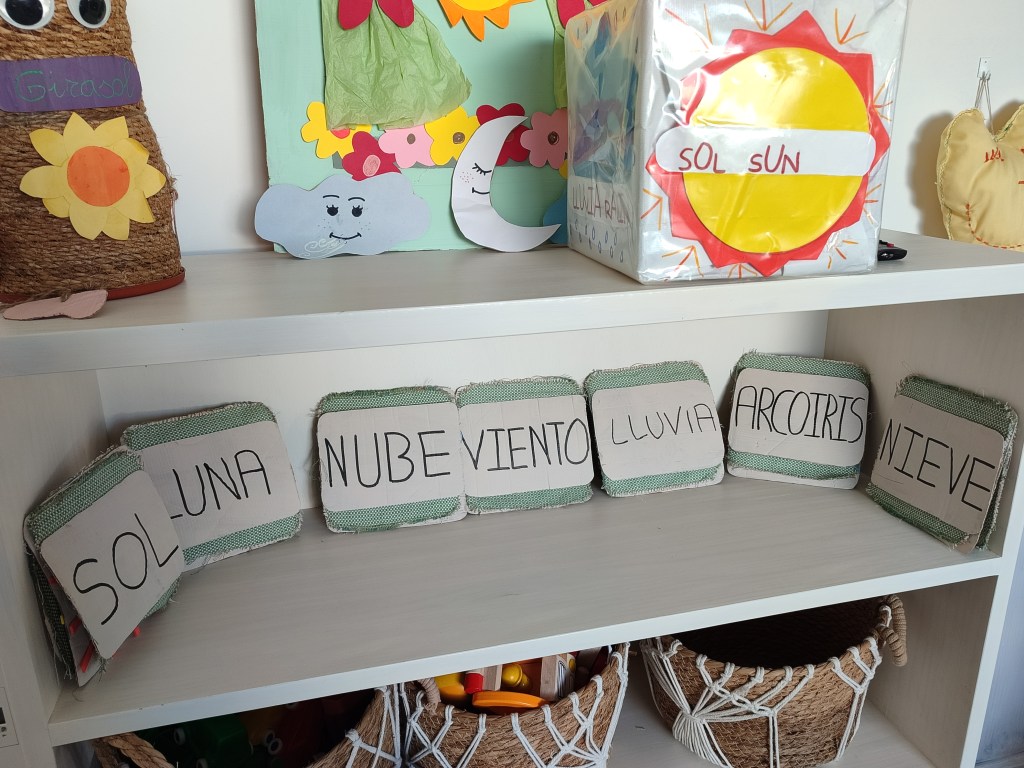 Girasol
SOL SUN
LLUVIA RAIN
SOL
LUNA
NUBE
VIENTO
LLUVIA
ARCOIRIS
NIEVE